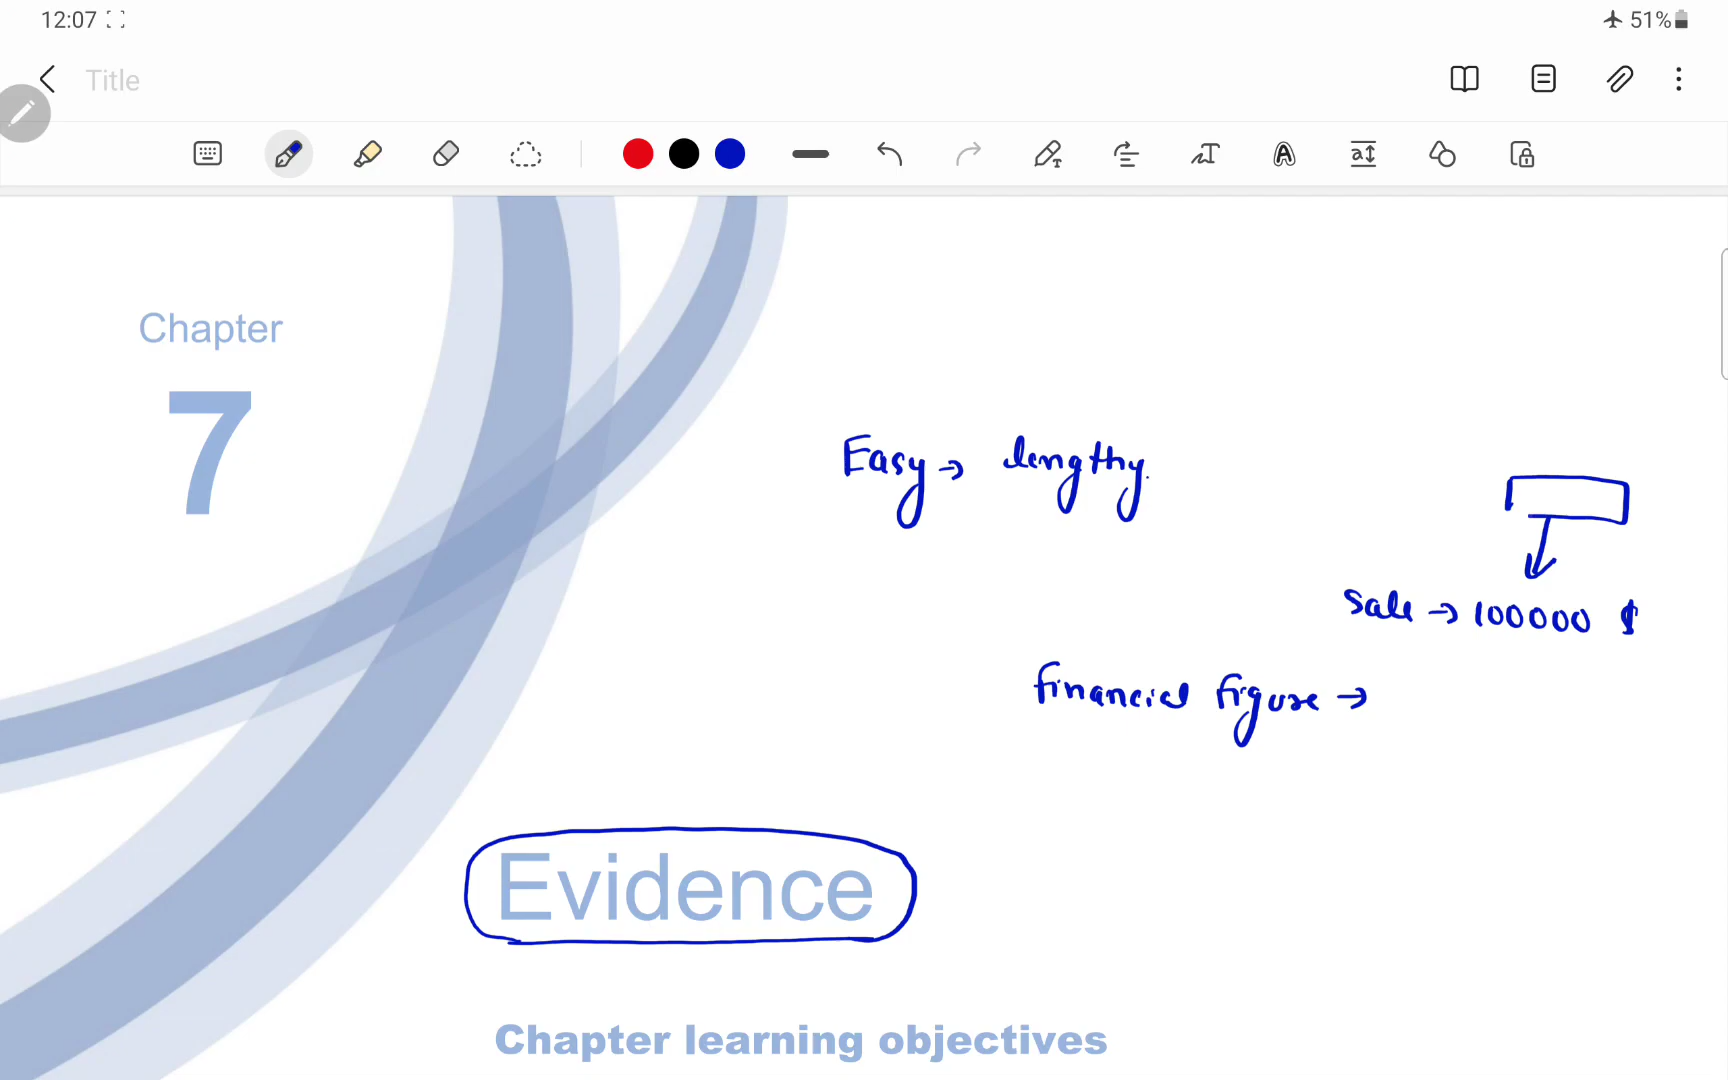 12:07
51%
Title
Chapter
7
Easy → lengthy.
Sale → 100000 $
financial figure →
Evidence
Chapter learning objectives